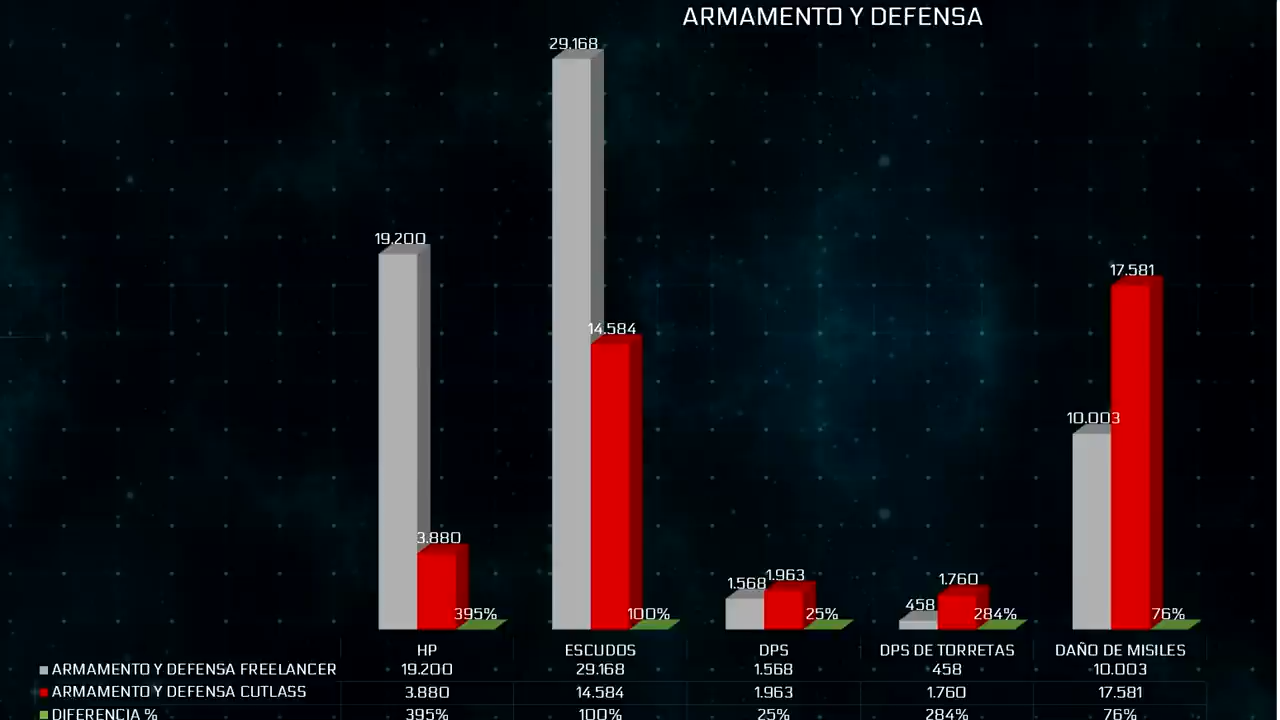 ARMAMENTO Y DEFENSA
29.168
19.200
17.581
14.584
10.003
3.880
1.568 1.963
458 1.760
395% 100% 25% 284% 76%
HP ESCUDOS DPS DPS DE TORRETAS DAÑO DE MISILES
ARMAMENTO Y DEFENSA FREELANCER 19.200 29.168 1.568 458 10.003
ARMAMENTO Y DEFENSA CUTLASS 3.880 14.584 1.963 1.760 17.581
DIFERENCIA % 395% 100% 25% 284% 76%